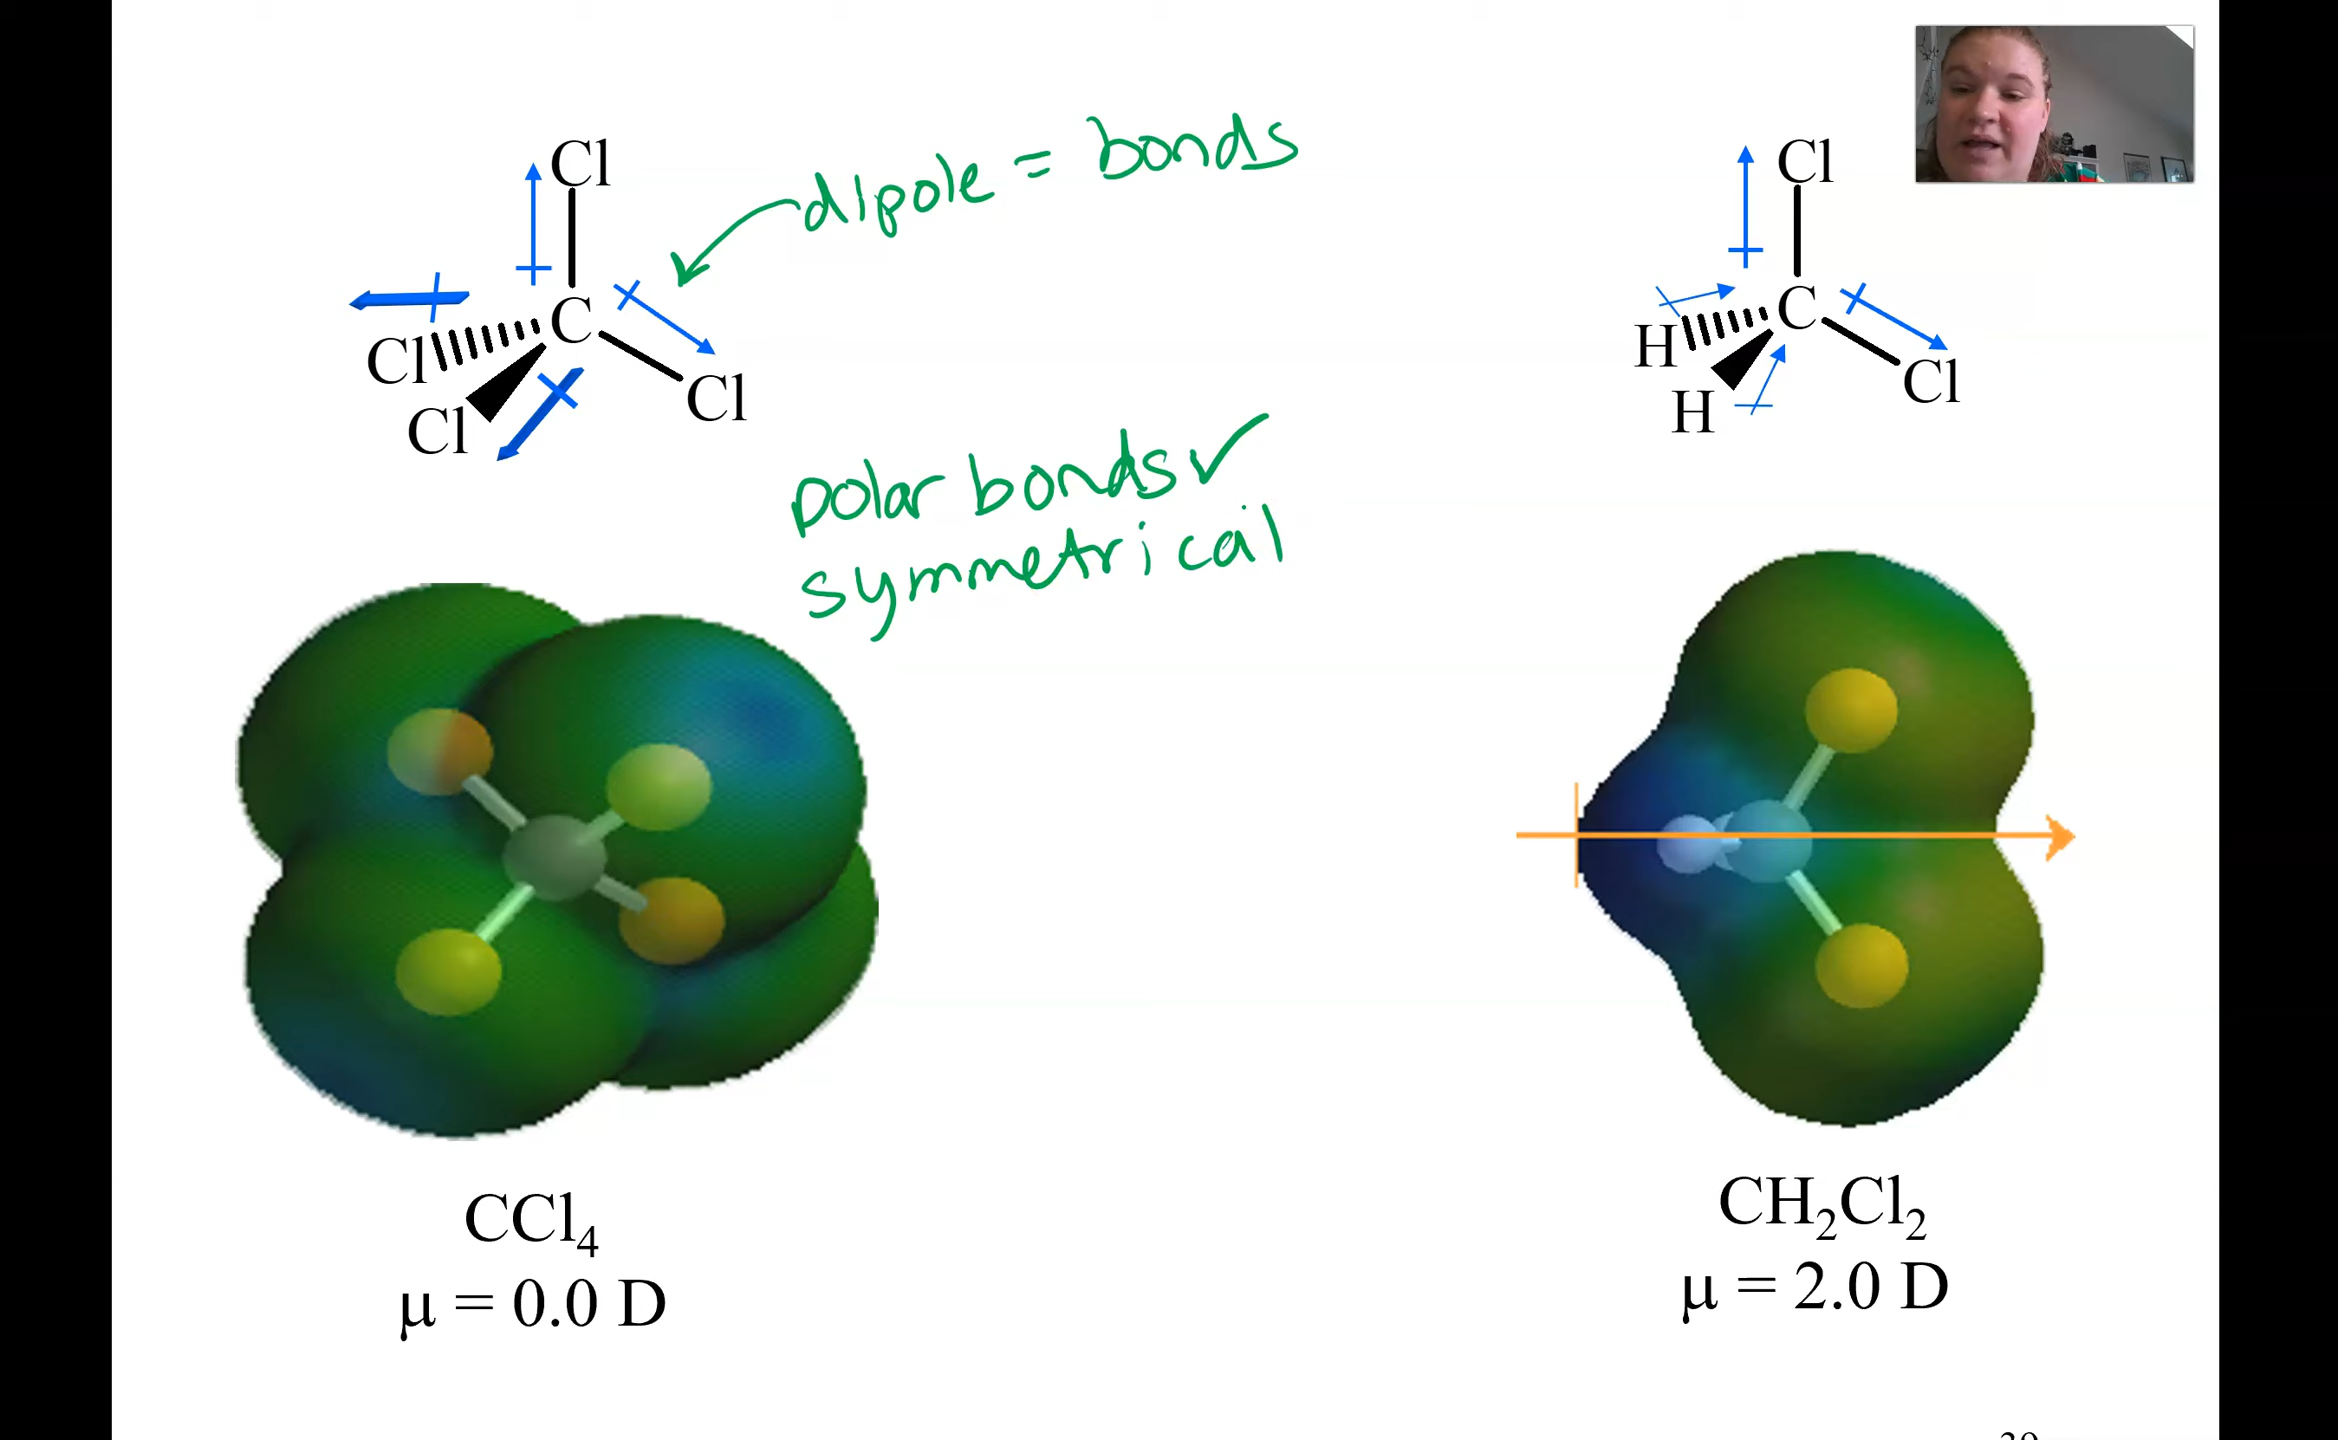 Cl
C
Cl
Cl
Cl
dipole = bonds
polar bonds ✓
symmetrical
Cl
C
H
H
Cl
CCl₄
μ = 0.0 D
CH₂Cl₂
μ = 2.0 D